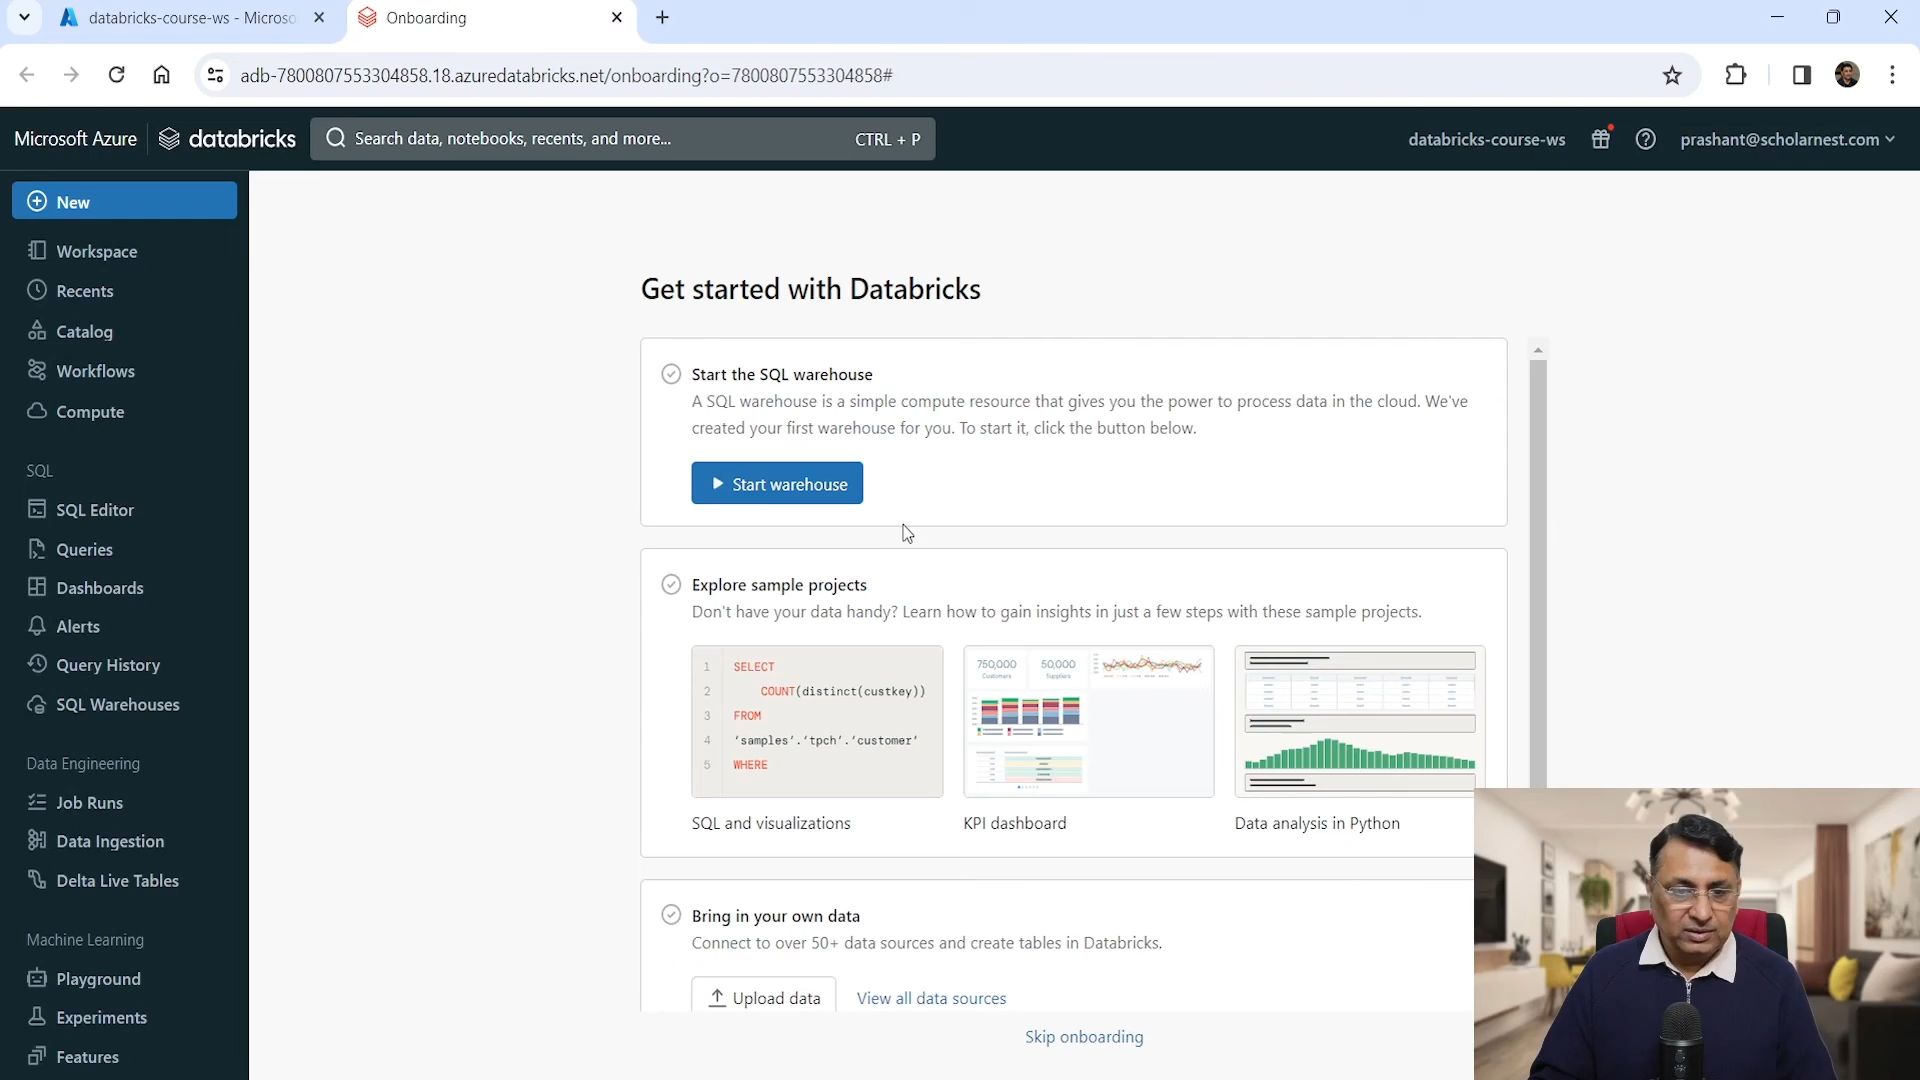 databricks-course-ws - Microso
Onboarding
adb-7800807553304858.18.azuredatabricks.net/onboarding?o=7800807553304858#
Microsoft Azure
databricks
Search data, notebooks, recents, and more...
CTRL + P
databricks-course-ws
prashant@scholarnest.com
New
Workspace
Recents
Catalog
Workflows
Compute
SQL
SQL Editor
Queries
Dashboards
Alerts
Query History
SQL Warehouses
Data Engineering
Job Runs
Data Ingestion
Delta Live Tables
Machine Learning
Playground
Experiments
Features
Get started with Databricks
Start the SQL warehouse
A SQL warehouse is a simple compute resource that gives you the power to process data in the cloud. We've
created your first warehouse for you. To start it, click the button below.
Start warehouse
Explore sample projects
Don't have your data handy? Learn how to gain insights in just a few steps with these sample projects.
1 SELECT
2 COUNT(distinct(custkey))
3 FROM
4 ‘samples’.‘tpch’.‘customer’
5 WHERE
750,000
Customers
50,000
Suppliers
SQL and visualizations
KPI dashboard
Data analysis in Python
Bring in your own data
Connect to over 50+ data sources and create tables in Databricks.
Upload data
View all data sources
Skip onboarding